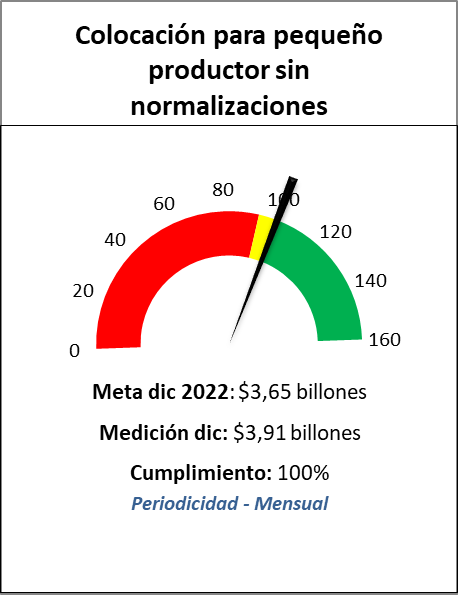 Colocación para pequeño
productor sin
normalizaciones
0
20
40
60
80
100
120
140
160
Meta dic 2022: $3,65 billones
Medición dic: $3,91 billones
Cumplimiento: 100%
Periodicidad - Mensual